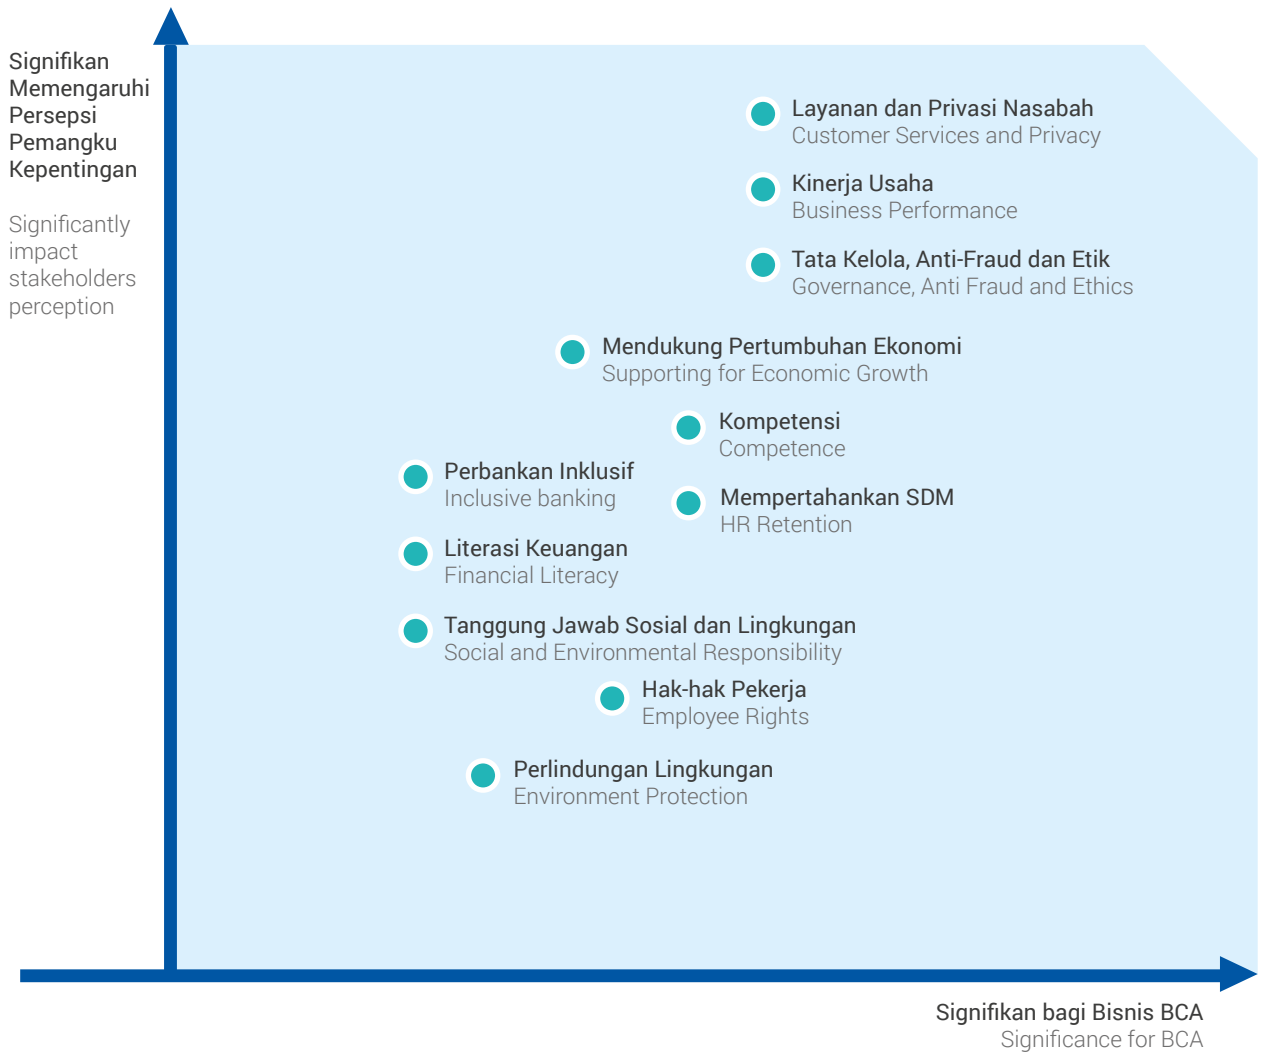 Signifikan
Memengaruhi
Persepsi
Pemangku
Kepentingan
Significantly
impact
stakeholders
perception
Layanan dan Privasi Nasabah
Customer Services and Privacy
Kinerja Usaha
Business Performance
Tata Kelola, Anti-Fraud dan Etik
Governance, Anti Fraud and Ethics
Mendukung Pertumbuhan Ekonomi
Supporting for Economic Growth
Kompetensi
Competence
Perbankan Inklusif
Inclusive banking
Mempertahankan SDM
HR Retention
Literasi Keuangan
Financial Literacy
Tanggung Jawab Sosial dan Lingkungan
Social and Environmental Responsibility
Hak-hak Pekerja
Employee Rights
Perlindungan Lingkungan
Environment Protection
Signifikan bagi Bisnis BCA
Significance for BCA